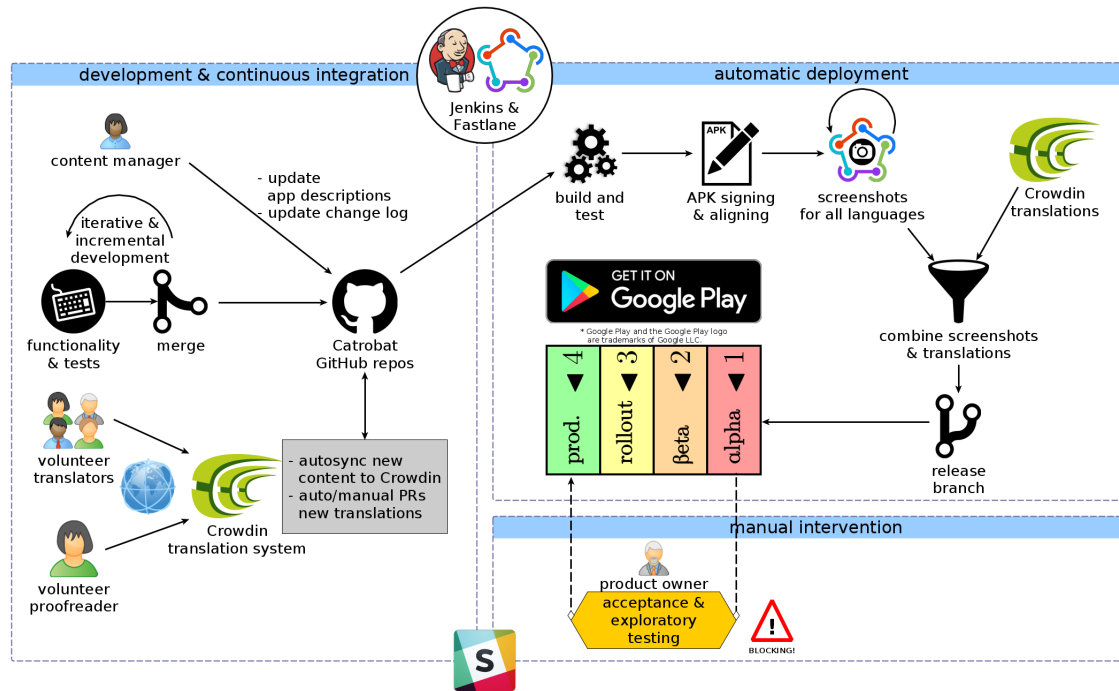 development & continuous integration
Jenkins &
Fastlane
automatic deployment
content manager
- update
app descriptions
- update change log
iterative &
incremental
development
functionality
& tests
merge
Catrobat
GitHub repos
volunteer
translators
volunteer
proofreader
Crowdin
translation system
- autosync new
content to Crowdin
- auto/manual PRs
new translations
build and
test
APK
APK signing
& aligning
screenshots
for all languages
Crowdin
translations
combine screenshots
& translations
release
branch
GET IT ON
Google Play
* Google Play and the Google Play logo
are trademarks of Google LLC.
prod. ◀ 4
rollout ◀ 3
βeta ◀ 2
alpha ◀ 1
manual intervention
product owner
acceptance &
exploratory
testing
!
BLOCKING!
S